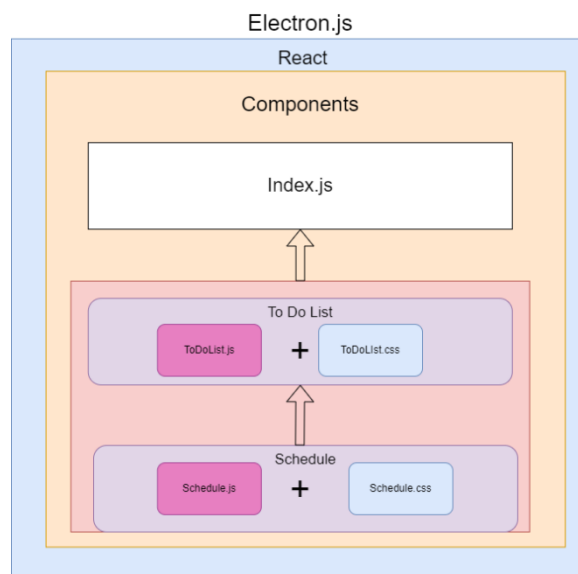 Electron.js
React
Components
Index.js
To Do List
ToDoList.js
+
ToDoList.css
Schedule
Schedule.js
+
Schedule.css